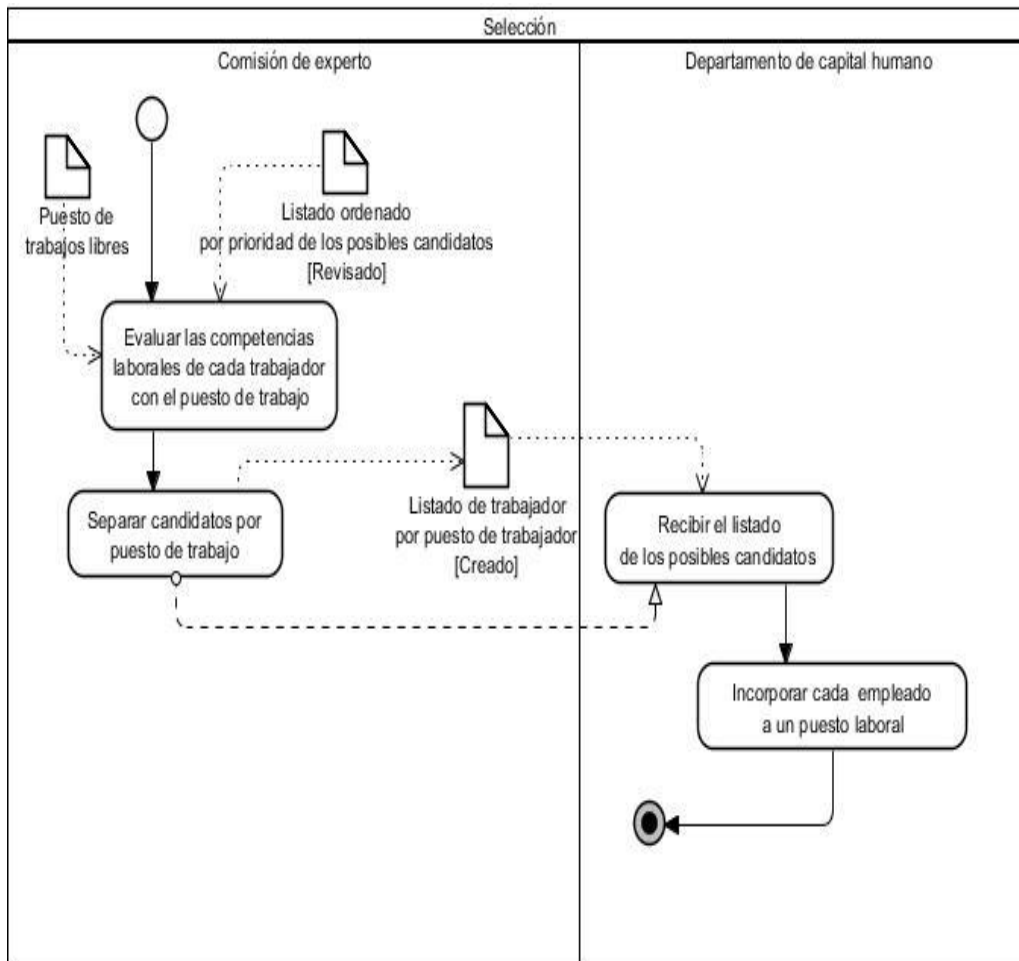 Selección
Comisión de experto
Departamento de capital humano
Puesto de
trabajos libres
Listado ordenado
por prioridad de los posibles candidatos
[Revisado]
Evaluar las competencias
laborales de cada trabajador
con el puesto de trabajo
Separar candidatos por
puesto de trabajo
Listado de trabajador
por puesto de trabajador
[Creado]
Recibir el listado
de los posibles candidatos
Incorporar cada empleado
a un puesto laboral